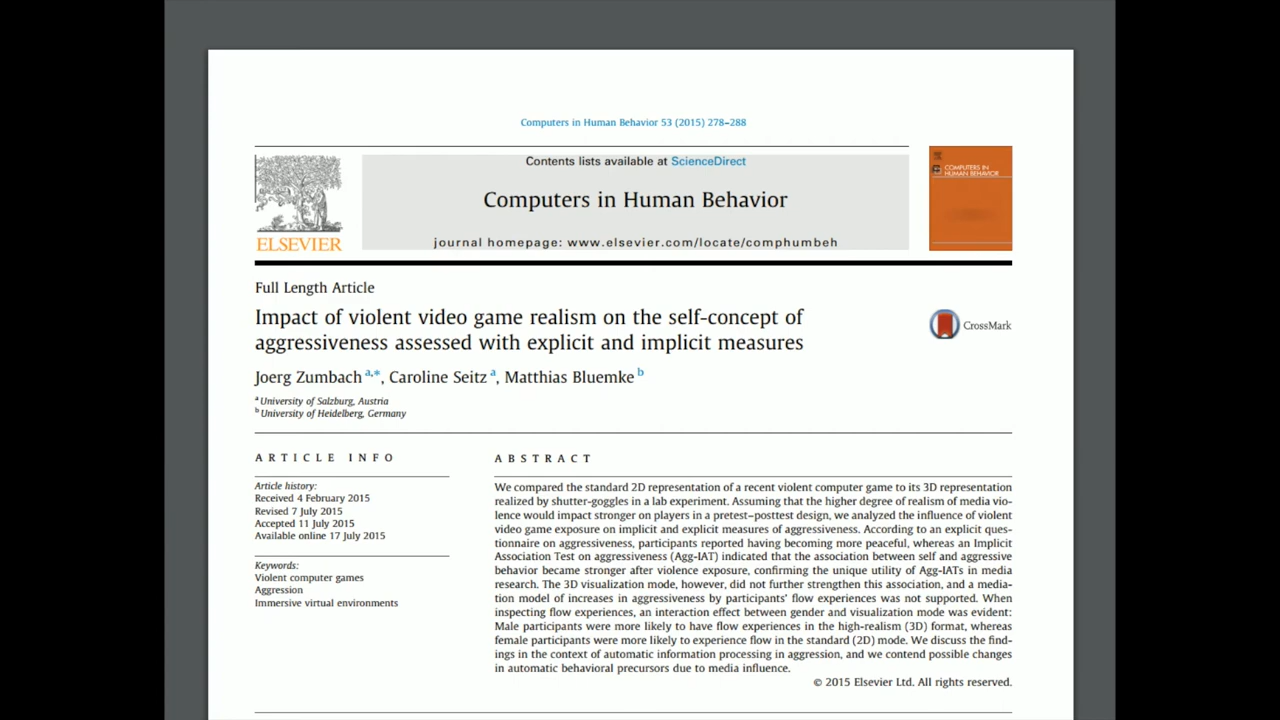 Computers in Human Behavior 53 (2015) 278–288
Contents lists available at ScienceDirect
Computers in Human Behavior
journal homepage: www.elsevier.com/locate/comphumbeh
ELSEVIER
COMPUTERS IN
HUMAN BEHAVIOR
Full Length Article
Impact of violent video game realism on the self-concept of
aggressiveness assessed with explicit and implicit measures
CrossMark
Joerg Zumbach a,*, Caroline Seitz a, Matthias Bluemke b
a University of Salzburg, Austria
b University of Heidelberg, Germany
ARTICLE INFO
Article history:
Received 4 February 2015
Revised 7 July 2015
Accepted 11 July 2015
Available online 17 July 2015
Keywords:
Violent computer games
Aggression
Immersive virtual environments
ABSTRACT
We compared the standard 2D representation of a recent violent computer game to its 3D representation
realized by shutter-goggles in a lab experiment. Assuming that the higher degree of realism of media vio-
lence would impact stronger on players in a pretest–posttest design, we analyzed the influence of violent
video game exposure on implicit and explicit measures of aggressiveness. According to an explicit ques-
tionnaire on aggressiveness, participants reported having becoming more peaceful, whereas an Implicit
Association Test on aggressiveness (Agg-IAT) indicated that the association between self and aggressive
behavior became stronger after violence exposure, confirming the unique utility of Agg-IATs in media
research. The 3D visualization mode, however, did not further strengthen this association, and a media-
tion model of increases in aggressiveness by participants' flow experiences was not supported. When
inspecting flow experiences, an interaction effect between gender and visualization mode was evident:
Male participants were more likely to have flow experiences in the high-realism (3D) format, whereas
female participants were more likely to experience flow in the standard (2D) mode. We discuss the find-
ings in the context of automatic information processing in aggression, and we contend possible changes
in automatic behavioral precursors due to media influence.
© 2015 Elsevier Ltd. All rights reserved.